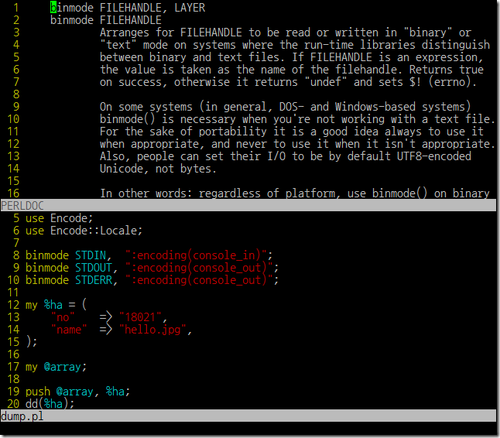 1 binmode FILEHANDLE, LAYER
2 binmode FILEHANDLE
3 Arranges for FILEHANDLE to be read or written in "binary" or
4 "text" mode on systems where the run-time libraries distinguish
5 between binary and text files. If FILEHANDLE is an expression,
6 the value is taken as the name of the filehandle. Returns true
7 on success, otherwise it returns "undef" and sets $! (errno).
8
9 On some systems (in general, DOS- and Windows-based systems)
10 binmode() is necessary when you're not working with a text file.
11 For the sake of portability it is a good idea always to use it
12 when appropriate, and never to use it when it isn't appropriate.
13 Also, people can set their I/O to be by default UTF8-encoded
14 Unicode, not bytes.
15
16 In other words: regardless of platform, use binmode() on binary
PERLDOC
5 use Encode;
6 use Encode::Locale;
7
8 binmode STDIN, ":encoding(console_in)";
9 binmode STDOUT, ":encoding(console_out)";
10 binmode STDERR, ":encoding(console_out)";
11
12 my %ha = (
13 "no" => "18021",
14 "name" => "hello.jpg",
15 );
16
17 my @array;
18
19 push @array, %ha;
20 dd(%ha);
dump.pl